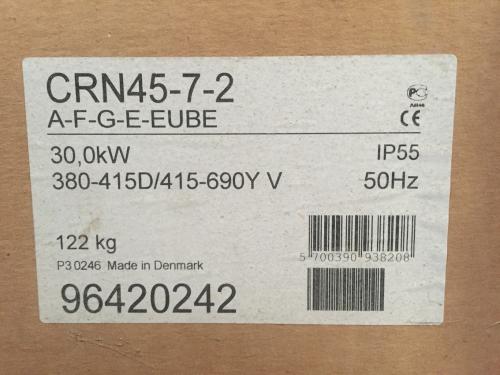 CRN45-7-2
A-F-G-E-EUBE
30,0kW IP55
380-415D/415-690Y V 50Hz
122 kg
5 700390 938208
P3 0246 Made in Denmark
96420242